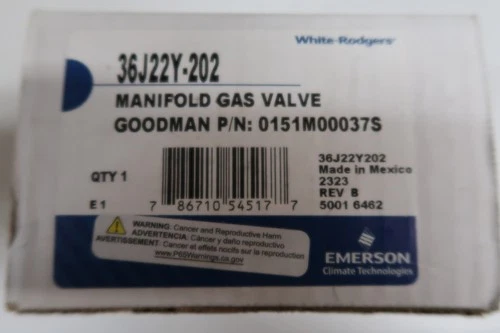 White-Rodgers
36J22Y-202
MANIFOLD GAS VALVE
GOODMAN P/N: 0151M00037S
QTY 1
36J22Y202
Made in Mexico
2323
REV B
5001 6462
E1
7 86710 54517 7
WARNING: Cancer and Reproductive Harm
ADVERTENCIA: Cáncer y daño reproductivo
AVERTISSEMENT: Cancer et effets nocifs sur la reproduction
www.P65Warnings.ca.gov
EMERSON
Climate Technologies